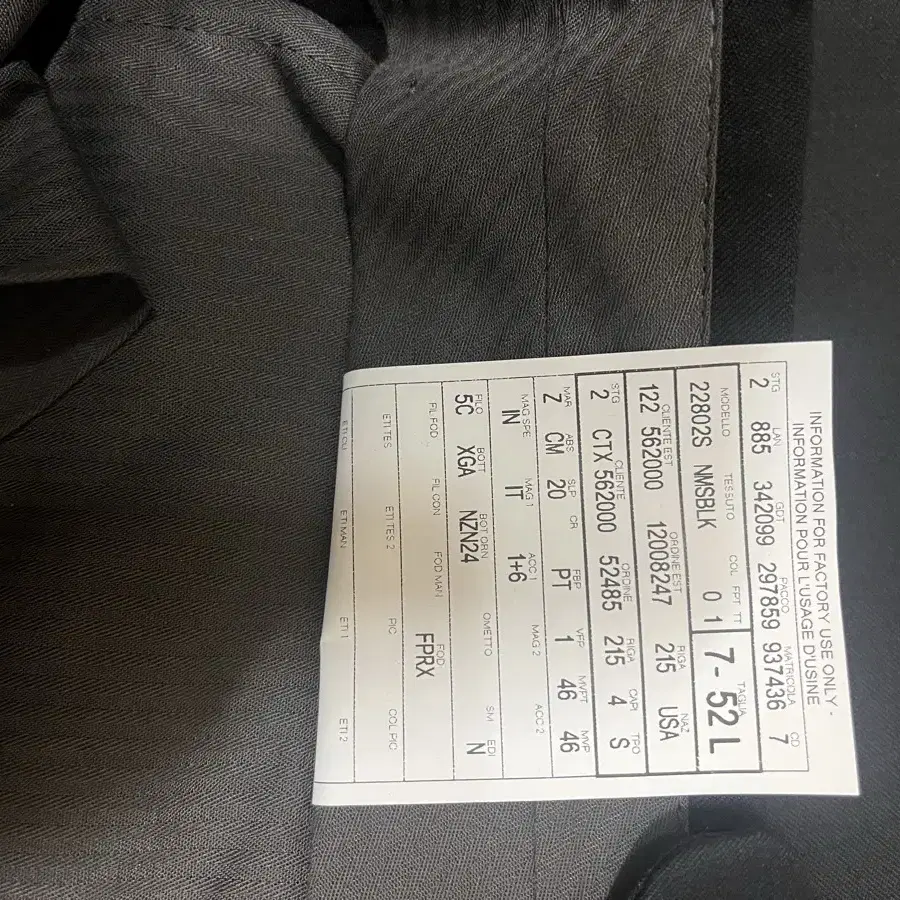 INFORMATION FOR FACTORY USE ONLY -
INFORMATION POUR L'USAGE D'USINE
STG LAN GDT PACCO MATRICOLA CD
2 885 342099 297859 937436 7
MODELLO TESSUTO COL FPT TT TAGLIA
22802S NMSBLK 0 1 7- 52 L
CLIENTE EST ORDINE EST RIGA NAZ
122 562000 12008247 215 USA
STG CLIENTE ORDINE RIGA CAPI TPO
2 CTX 562000 52485 215 4 S
MAR ABS SLP CR FBP VFP MVPT MVP
Z CM 20 PT 1 46 46
MAG SPE MAG 1 ACC 1 MAG 2 ACC 2
IN IT 1+6
FILO BOTT BOT ORN OMETTO SM EDI
5C XGA NZN24 N
FIL FOD FIL CON FOD MAN FOD
FPRX
ETI TES ETI TES 2 PIC COL PIC
ETI CU ETI MAN ETI 1 ETI 2